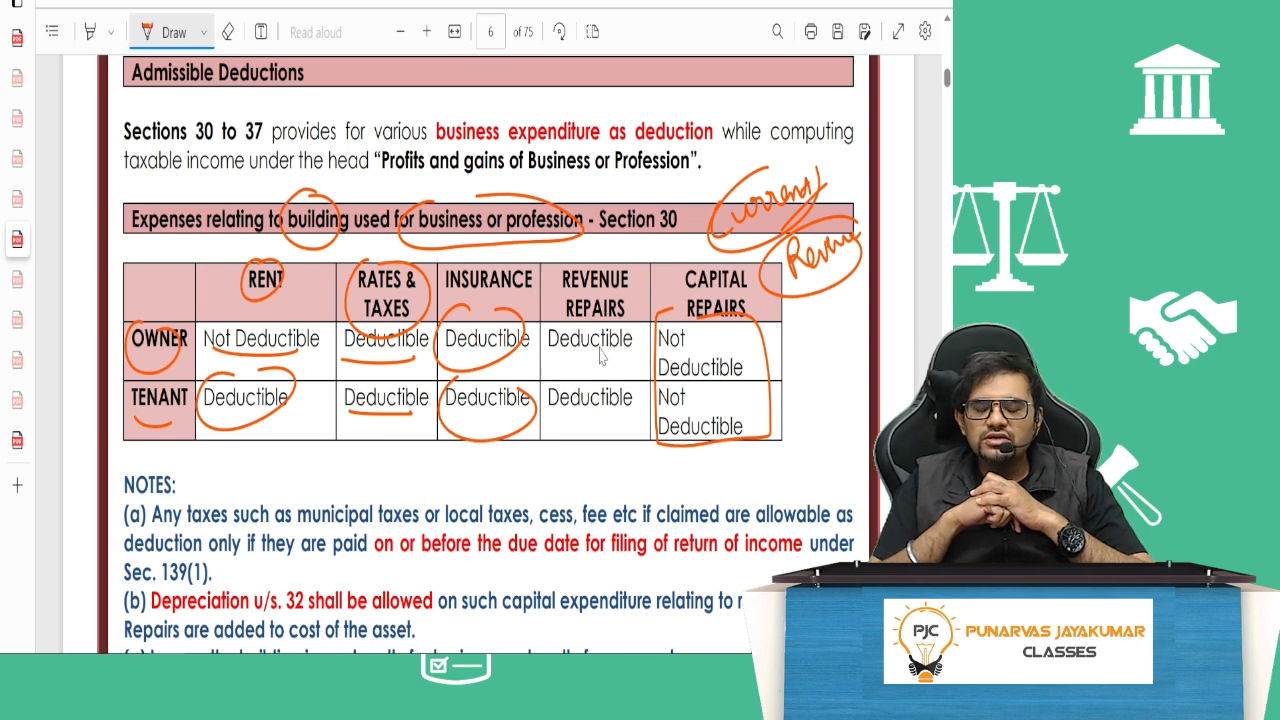 Draw
Read aloud
6
of 75
Admissible Deductions
Sections 30 to 37 provides for various business expenditure as deduction while computing
taxable income under the head “Profits and gains of Business or Profession”.
Current
Expenses relating to building used for business or profession - Section 30
Revenue
RENT
RATES & TAXES
INSURANCE
REVENUE REPAIRS
CAPITAL REPAIRS
OWNER
Not Deductible
Deductible
Deductible
Deductible
Not Deductible
TENANT
Deductible
Deductible
Deductible
Deductible
Not Deductible
NOTES:
(a) Any taxes such as municipal taxes or local taxes, cess, fee etc if claimed are allowable as
deduction only if they are paid on or before the due date for filing of return of income under
Sec. 139(1).
(b) Depreciation u/s. 32 shall be allowed on such capital expenditure relating to
Repairs are added to cost of the asset.
PJC
PUNARVAS JAYAKUMAR
CLASSES